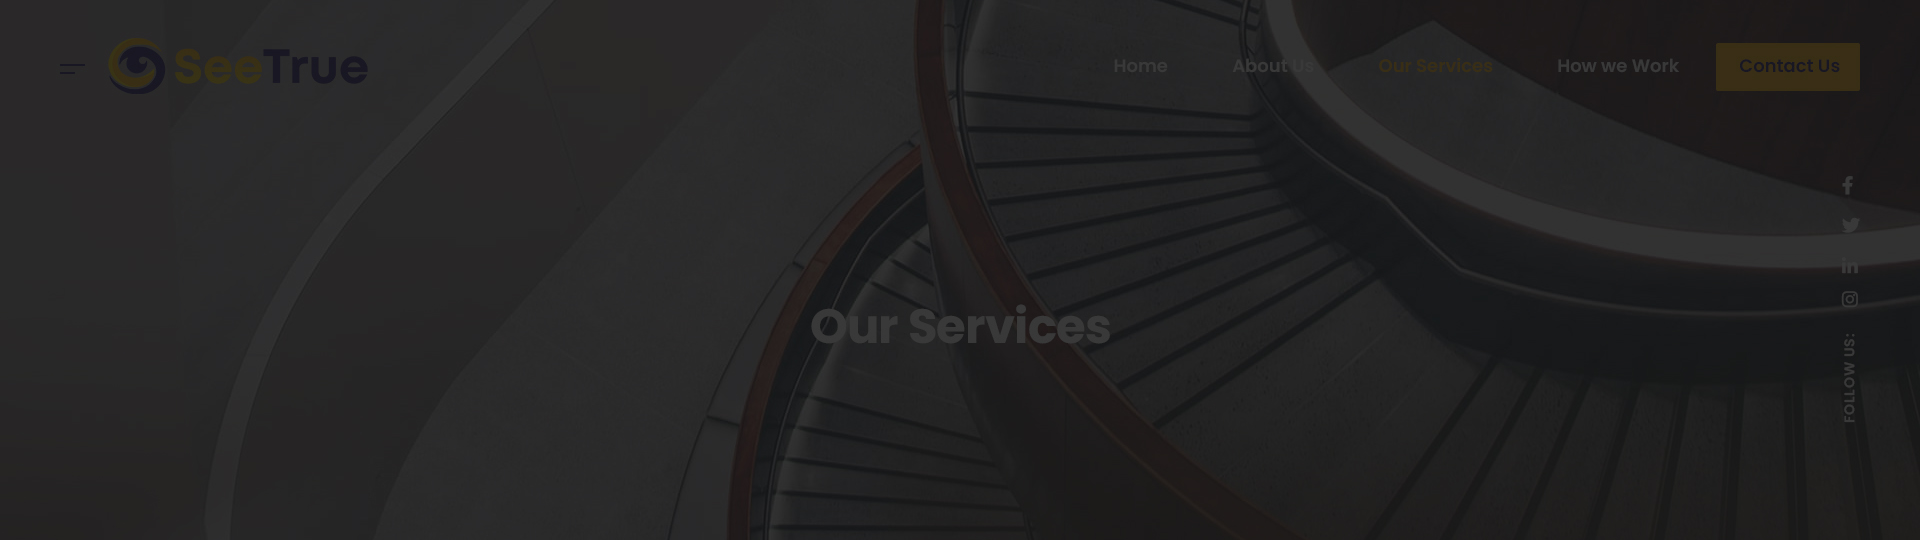 SeeTrue
Home
About Us
Our Services
How we Work
Contact Us
Our Services
FOLLOW US: